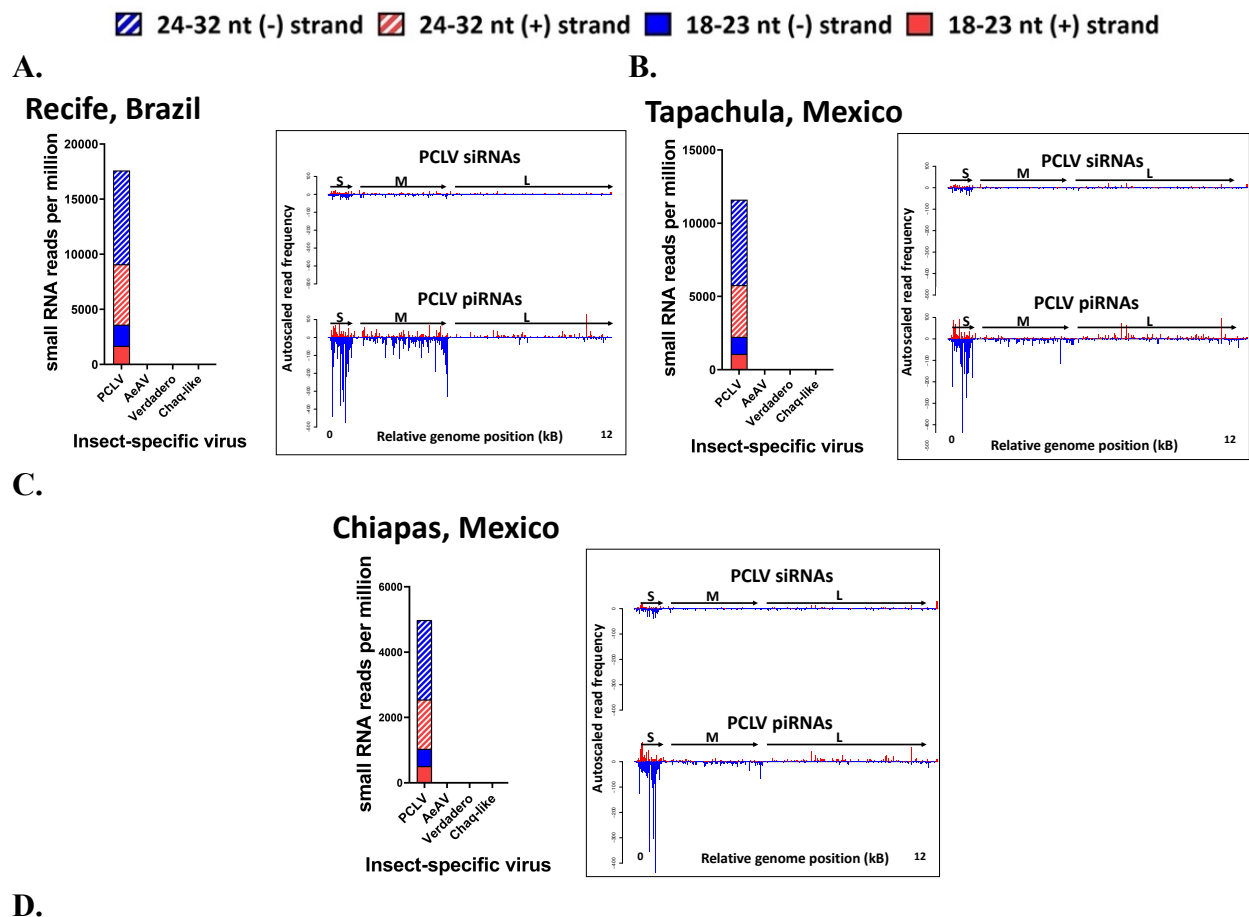 24-32 nt (-) strand 24-32 nt (+) strand 18-23 nt (-) strand 18-23 nt (+) strand
A.
B.
Recife, Brazil
small RNA reads per million
20000
15000
10000
5000
0
PCLV
AeAV
Verdadero
Chaq-like
Insect-specific virus
Autoscaled read frequency
PCLV siRNAs
S M L
PCLV piRNAs
S M L
0 Relative genome position (kB) 12
Tapachula, Mexico
small RNA reads per million
15000
10000
5000
0
PCLV
AeAV
Verdadero
Chaq-like
Insect-specific virus
Autoscaled read frequency
PCLV siRNAs
S M L
PCLV piRNAs
S M L
0 Relative genome position (kB) 12
C.
Chiapas, Mexico
small RNA reads per million
6000
4000
2000
0
PCLV
AeAV
Verdadero
Chaq-like
Insect-specific virus
Autoscaled read frequency
PCLV siRNAs
S M L
PCLV piRNAs
S M L
0 Relative genome position (kB) 12
D.